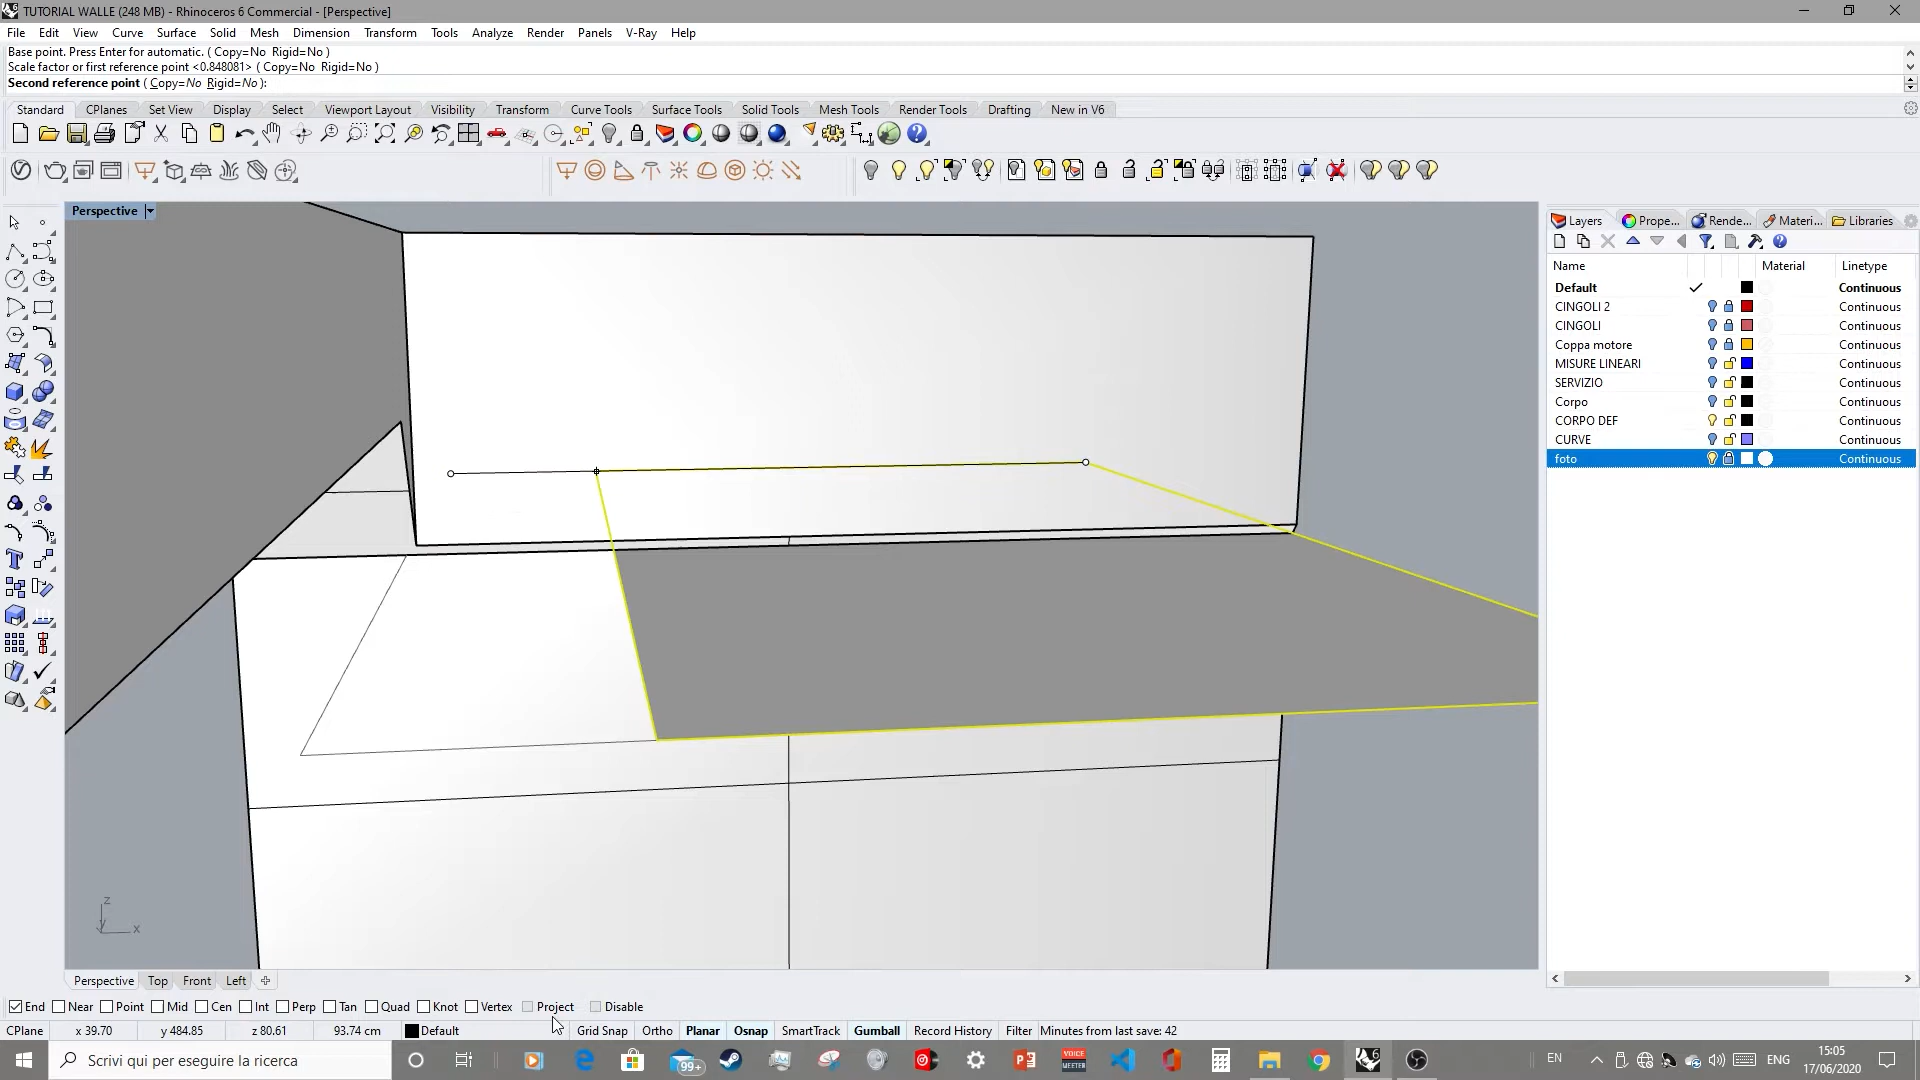 TUTORIAL WALLE (248 MB) - Rhinoceros 6 Commercial - [Perspective]
File Edit View Curve Surface Solid Mesh Dimension Transform Tools Analyze Render Panels V-Ray Help
Base point. Press Enter for automatic. ( Copy=No Rigid=No )
Scale factor or first reference point <0.848081> ( Copy=No Rigid=No )
Second reference point ( Copy=No Rigid=No ):
Standard CPlanes Set View Display Select Viewport Layout Visibility Transform Curve Tools Surface Tools Solid Tools Mesh Tools Render Tools Drafting New in V6
Perspective
Layers Prope... Rende... Materi... Libraries
Name Material Linetype
Default Continuous
CINGOLI 2 Continuous
CINGOLI Continuous
Coppa motore Continuous
MISURE LINEARI Continuous
SERVIZIO Continuous
Corpo Continuous
CORPO DEF Continuous
CURVE Continuous
foto Continuous
z
y x
Perspective Top Front Left
End Near Point Mid Cen Int Perp Tan Quad Knot Vertex Project Disable
CPlane x 39.70 y 484.85 z 80.61 93.74 cm Default Grid Snap Ortho Planar Osnap SmartTrack Gumball Record History Filter Minutes from last save: 42
Scrivi qui per eseguire la ricerca
99+
VOICE MEETER
6
EN
ENG
15:05
17/06/2020